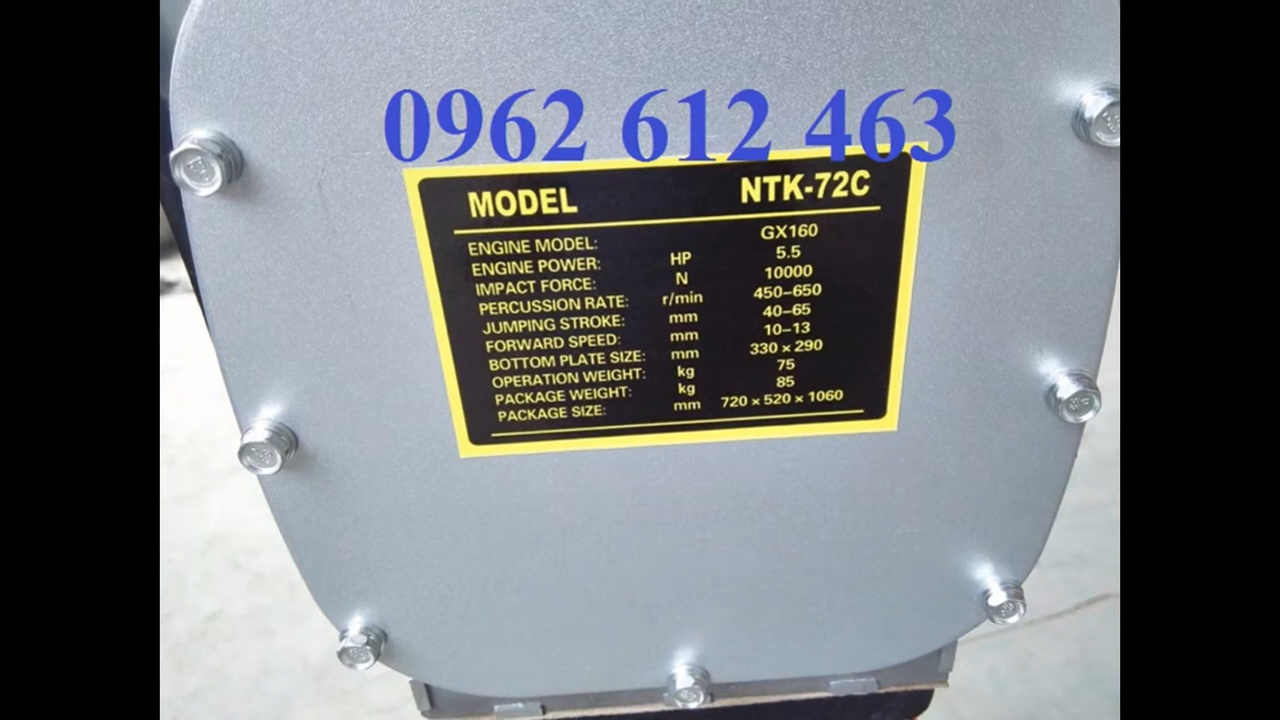 0962 612 463
MODEL NTK-72C
ENGINE MODEL: GX160
ENGINE POWER: HP 5.5
IMPACT FORCE: N 10000
PERCUSSION RATE: r/min 450-650
JUMPING STROKE: mm 40-65
FORWARD SPEED: mm 10-13
BOTTOM PLATE SIZE: mm 330 × 290
OPERATION WEIGHT: kg 75
PACKAGE WEIGHT: kg 85
PACKAGE SIZE: mm 720 × 520 × 1060